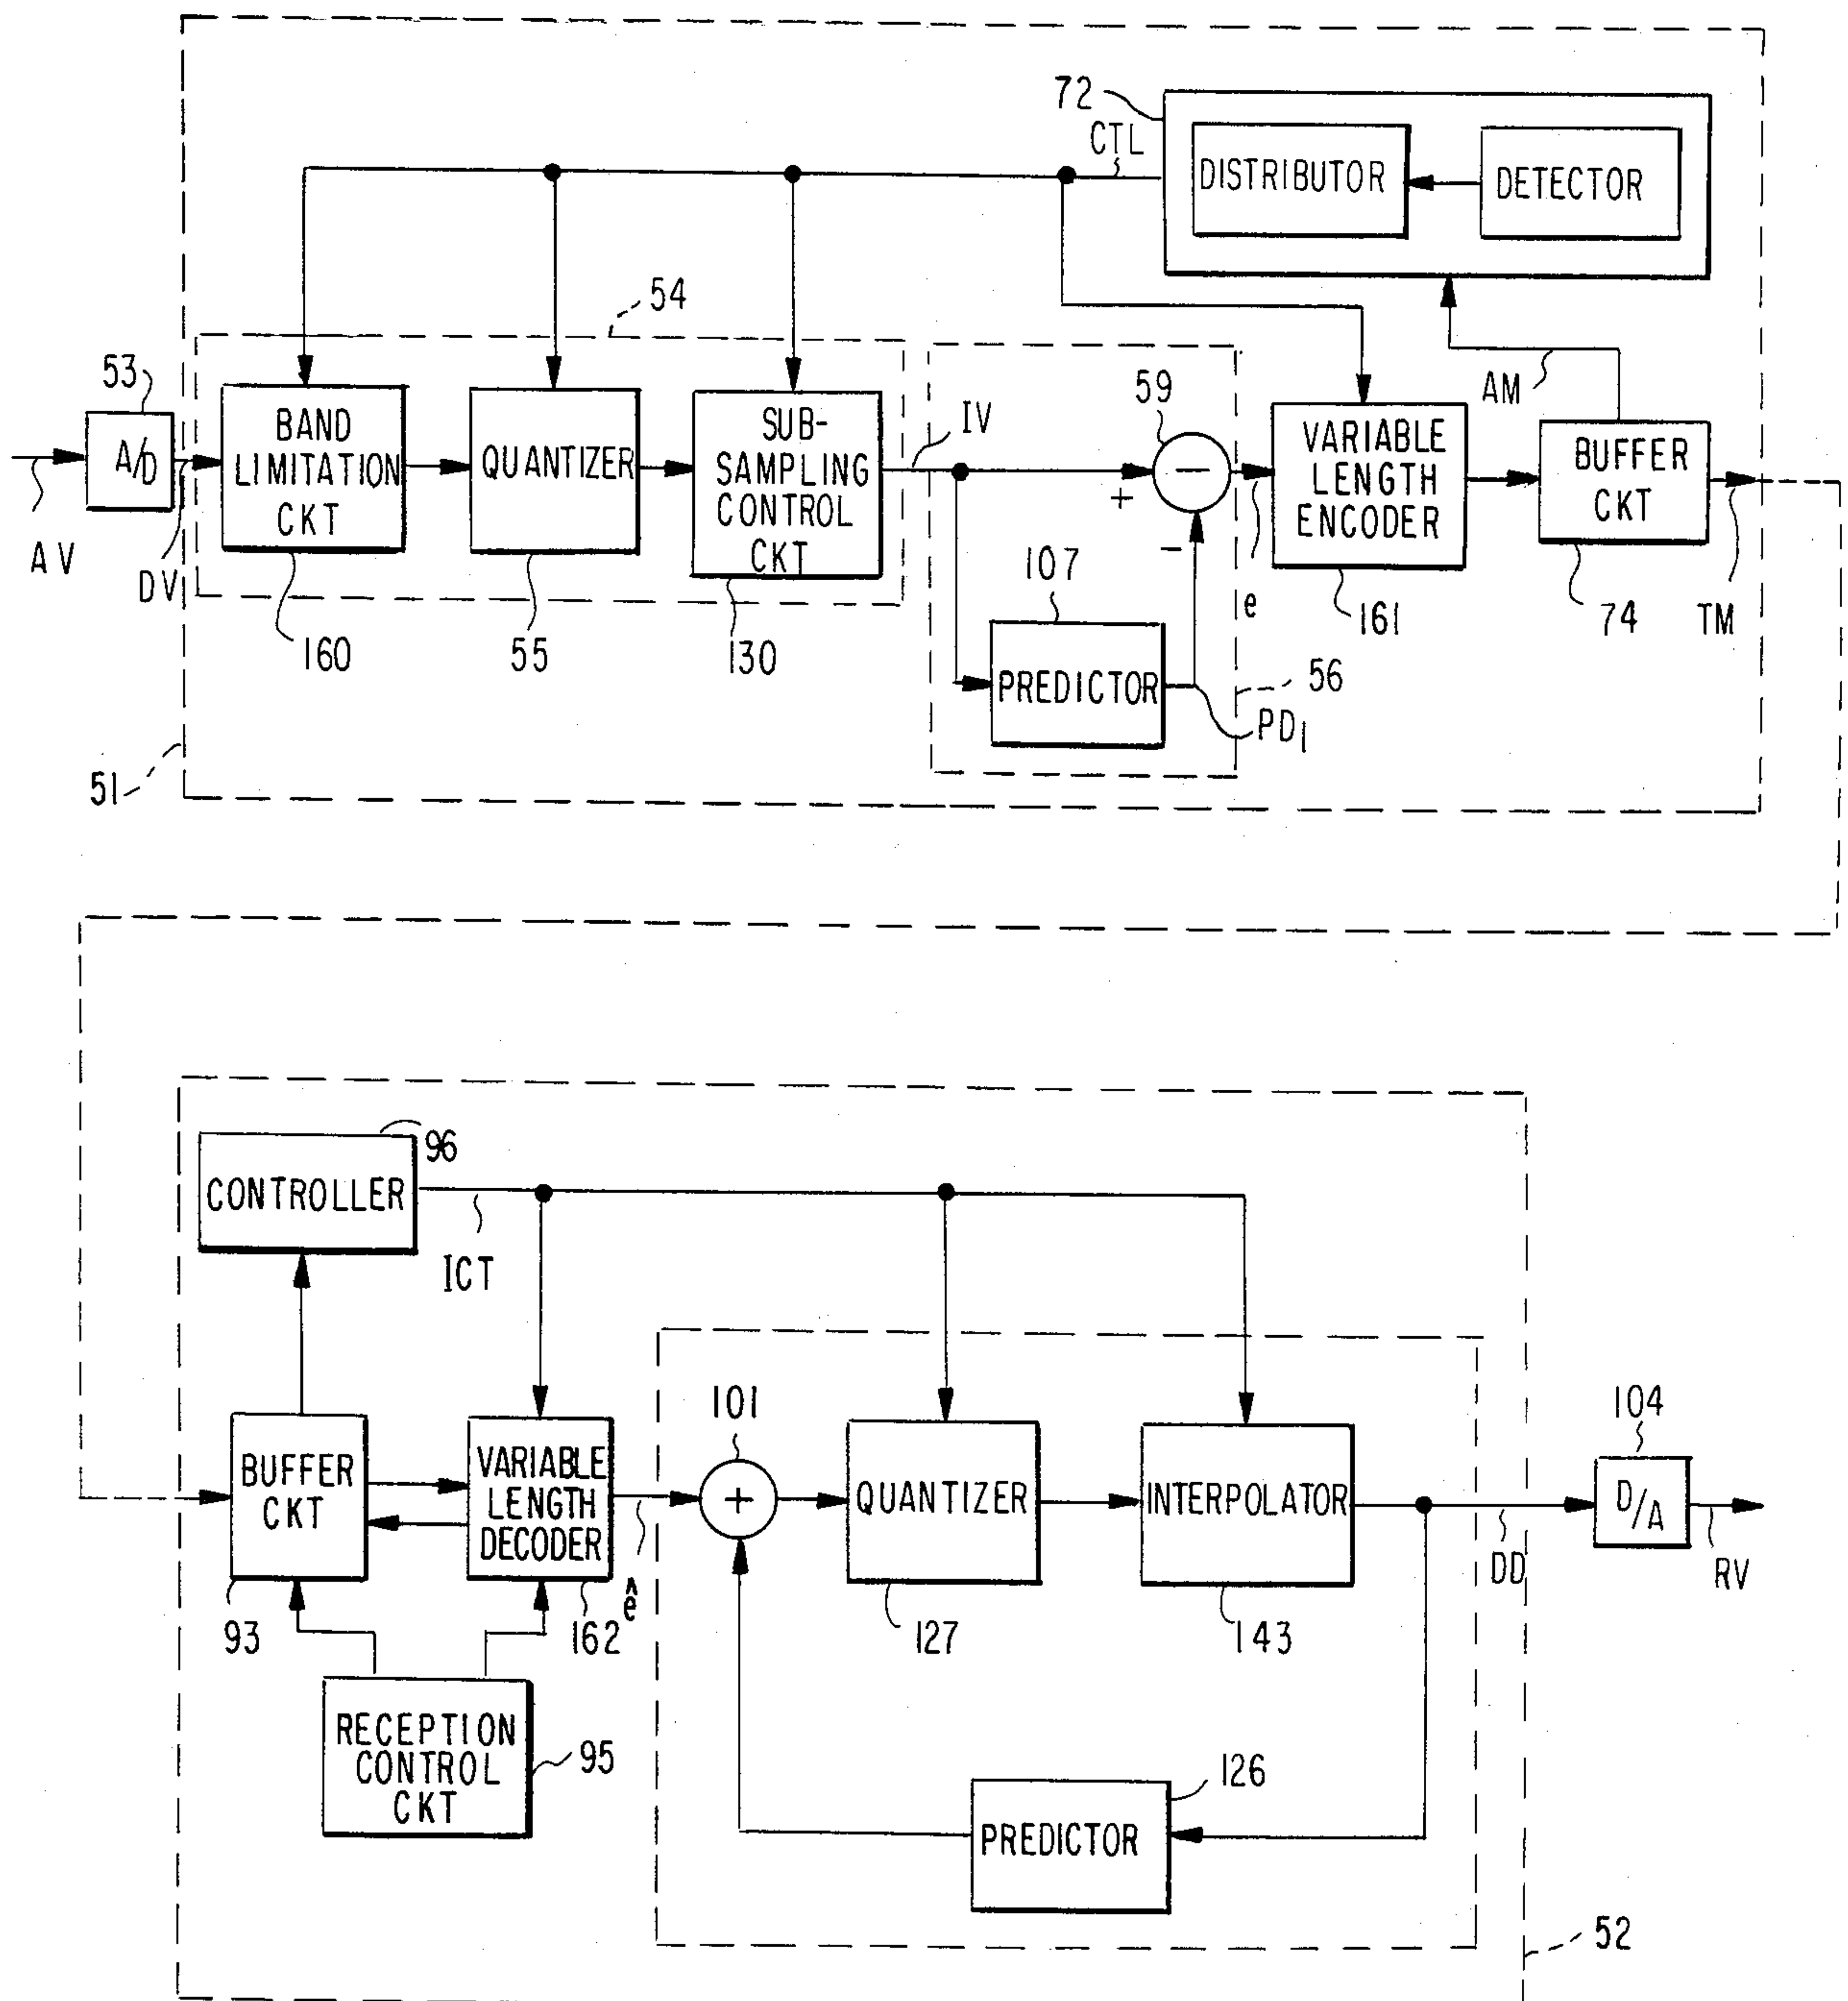 72
CTL
DISTRIBUTOR
DETECTOR
54
53
A/D
AV
DV
BAND
LIMITATION
CKT
160
QUANTIZER
55
SUB-
SAMPLING
CONTROL
CKT
130
IV
59
+
−
−
107
PREDICTOR
PD1
56
e
VARIABLE
LENGTH
ENCODER
161
AM
BUFFER
CKT
74
TM
51
CONTROLLER
96
ICT
BUFFER
CKT
93
VARIABLE
LENGTH
DECODER
162
ê
101
+
QUANTIZER
127
INTERPOLATOR
143
DD
104
D/A
RV
RECEPTION
CONTROL
CKT
95
PREDICTOR
126
52